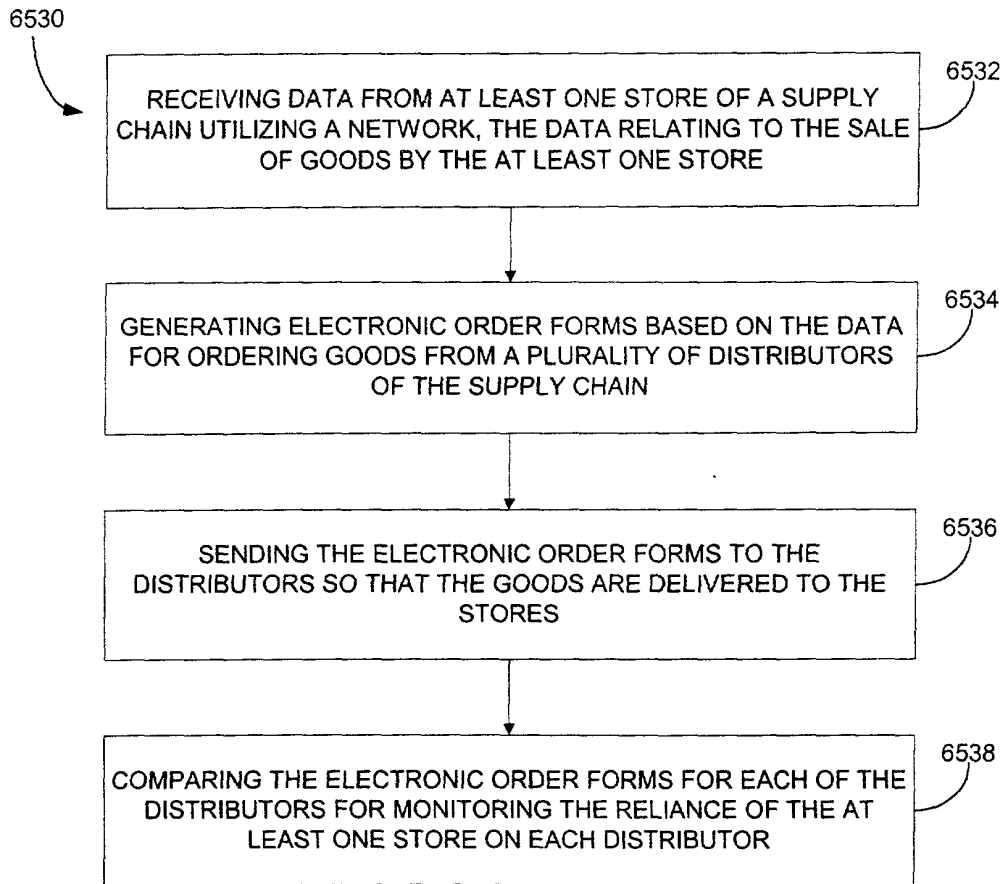 6530
6532
RECEIVING DATA FROM AT LEAST ONE STORE OF A SUPPLY
CHAIN UTILIZING A NETWORK, THE DATA RELATING TO THE SALE
OF GOODS BY THE AT LEAST ONE STORE
6534
GENERATING ELECTRONIC ORDER FORMS BASED ON THE DATA
FOR ORDERING GOODS FROM A PLURALITY OF DISTRIBUTORS
OF THE SUPPLY CHAIN
6536
SENDING THE ELECTRONIC ORDER FORMS TO THE
DISTRIBUTORS SO THAT THE GOODS ARE DELIVERED TO THE
STORES
6538
COMPARING THE ELECTRONIC ORDER FORMS FOR EACH OF THE
DISTRIBUTORS FOR MONITORING THE RELIANCE OF THE AT
LEAST ONE STORE ON EACH DISTRIBUTOR